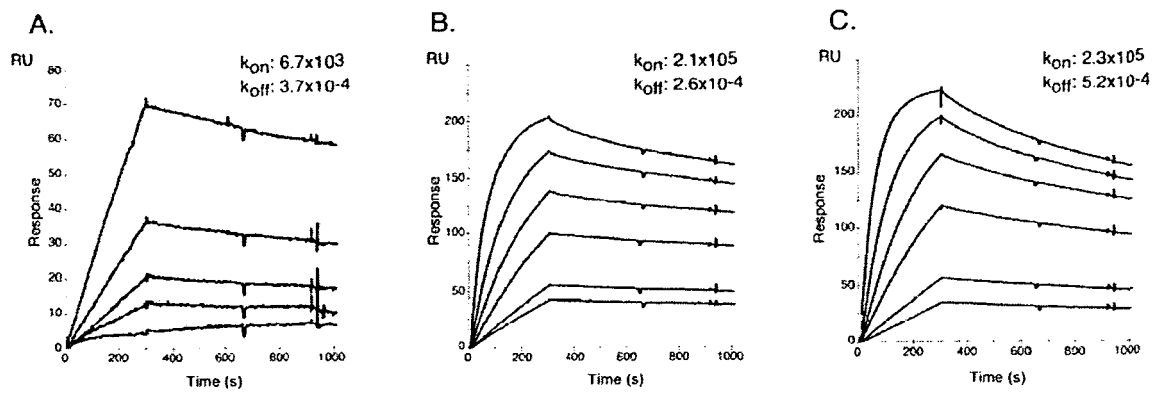 A.
RU
kon: 6.7x103
koff: 3.7x10-4
80
70
60
50
40
30
20
10
0
Response
0 200 400 600 800 1000
Time (s)
B.
RU
kon: 2.1x105
koff: 2.6x10-4
200
150
100
50
0
Response
0 200 400 600 800 1000
Time (s)
C.
RU
kon: 2.3x105
koff: 5.2x10-4
200
150
100
50
0
Response
0 200 400 600 800 1000
Time (s)